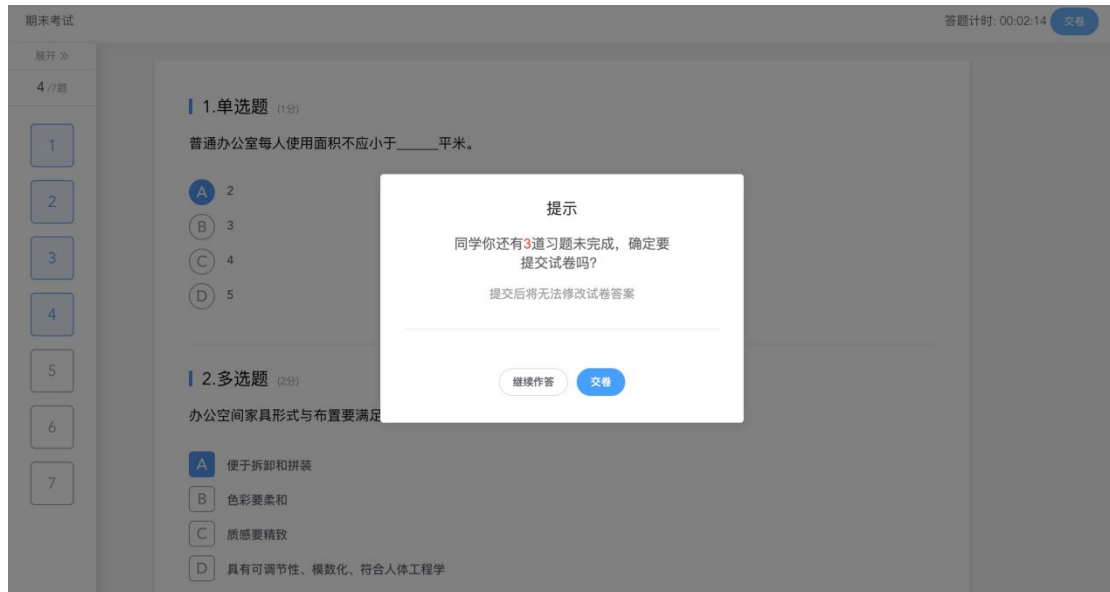 期末考试
答题计时: 00:02:14 交卷
展开 »
4 /7题
1
2
3
4
5
6
7
1.单选题 (1分)
普通办公室每人使用面积不应小于_____平米。
A 2
B 3
C 4
D 5
2.多选题 (2分)
办公空间家具形式与布置要满足
A 便于拆卸和拼装
B 色彩要柔和
C 质感要精致
D 具有可调节性、模数化、符合人体工程学
提示
同学你还有3道习题未完成，确定要
提交试卷吗?
提交后将无法修改试卷答案
继续作答 交卷